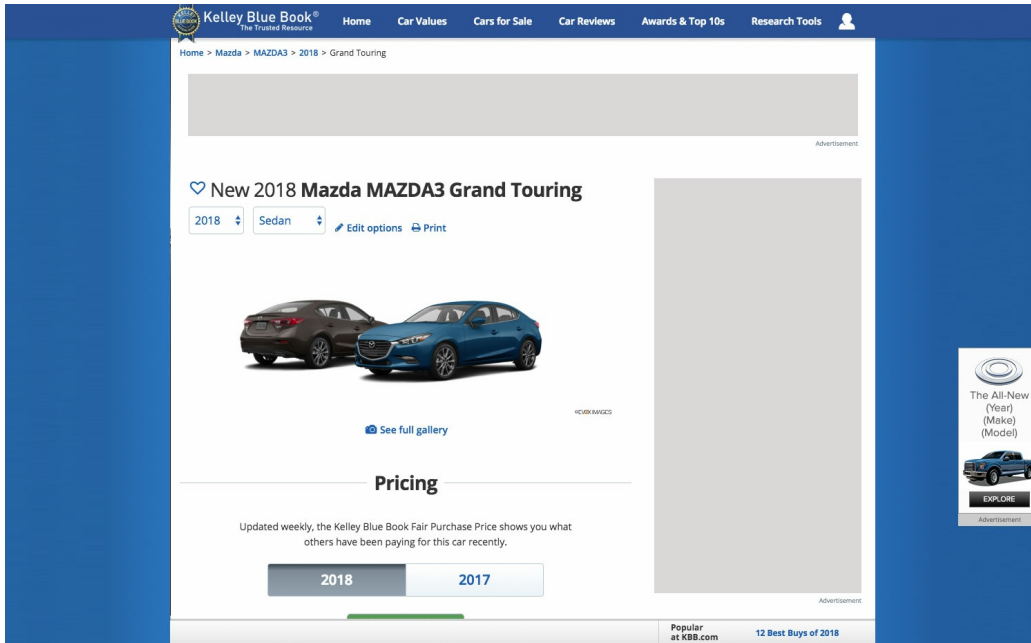 Kelley Blue Book®
The Trusted Resource
Home Car Values Cars for Sale Car Reviews Awards & Top 10s Research Tools
Home > Mazda > MAZDA3 > 2018 > Grand Touring
Advertisement
New 2018 Mazda MAZDA3 Grand Touring
2018 Sedan Edit options Print
©EVOX IMAGES
See full gallery
Pricing
Updated weekly, the Kelley Blue Book Fair Purchase Price shows you what
others have been paying for this car recently.
2018 2017
Advertisement
The All-New
(Year)
(Make)
(Model)
EXPLORE
Advertisement
Popular
at KBB.com
12 Best Buys of 2018